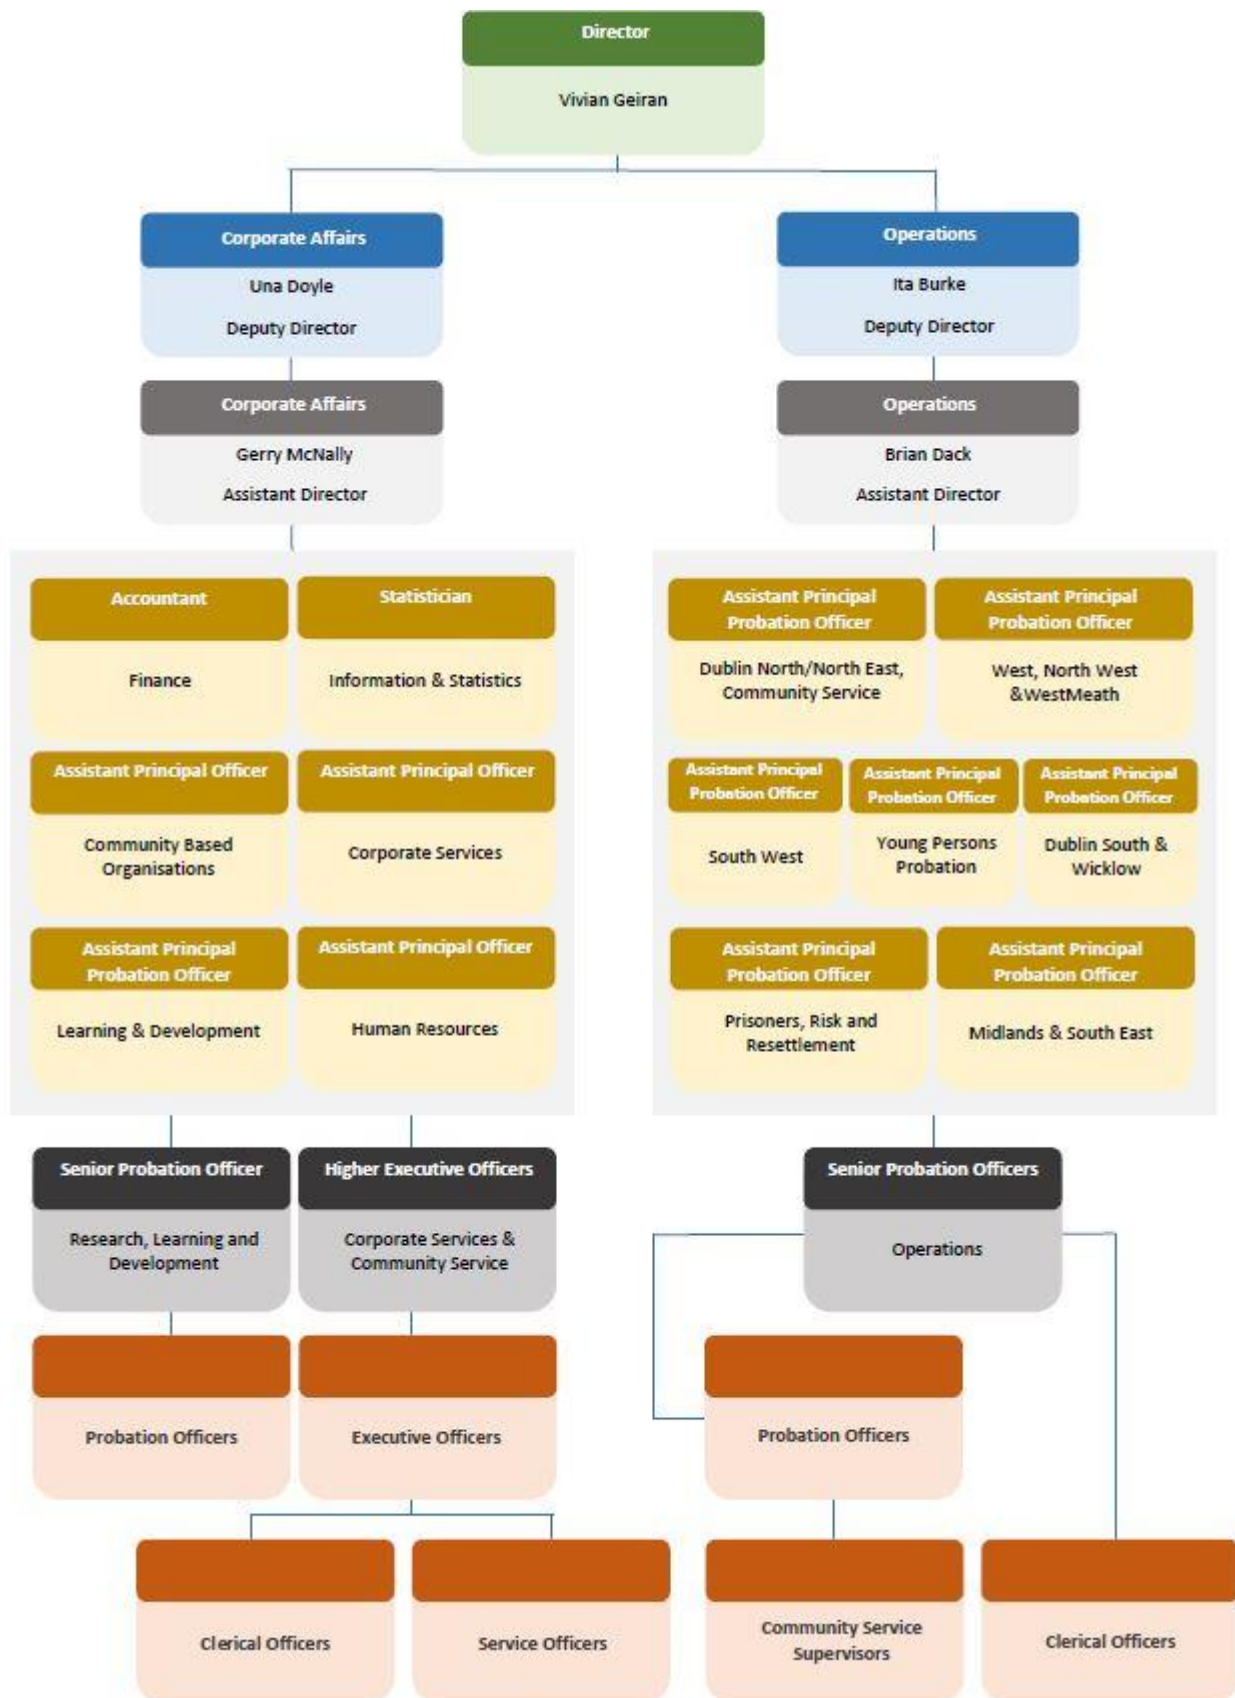 Director
Vivian Geiran
Corporate Affairs
Una Doyle
Deputy Director
Operations
Ita Burke
Deputy Director
Corporate Affairs
Gerry McNally
Assistant Director
Operations
Brian Dack
Assistant Director
Accountant
Finance
Statistician
Information & Statistics
Assistant Principal Officer
Community Based
Organisations
Assistant Principal Officer
Corporate Services
Assistant Principal
Probation Officer
Learning & Development
Assistant Principal Officer
Human Resources
Assistant Principal
Probation Officer
Dublin North/North East,
Community Service
Assistant Principal
Probation Officer
West, North West
&WestMeath
Assistant Principal
Probation Officer
South West
Assistant Principal
Probation Officer
Young Persons
Probation
Assistant Principal
Probation Officer
Dublin South &
Wicklow
Assistant Principal
Probation Officer
Prisoners, Risk and
Resettlement
Assistant Principal
Probation Officer
Midlands & South East
Senior Probation Officer
Research, Learning and
Development
Higher Executive Officers
Corporate Services &
Community Service
Senior Probation Officers
Operations
Probation Officers
Executive Officers
Probation Officers
Clerical Officers
Service Officers
Community Service
Supervisors
Clerical Officers